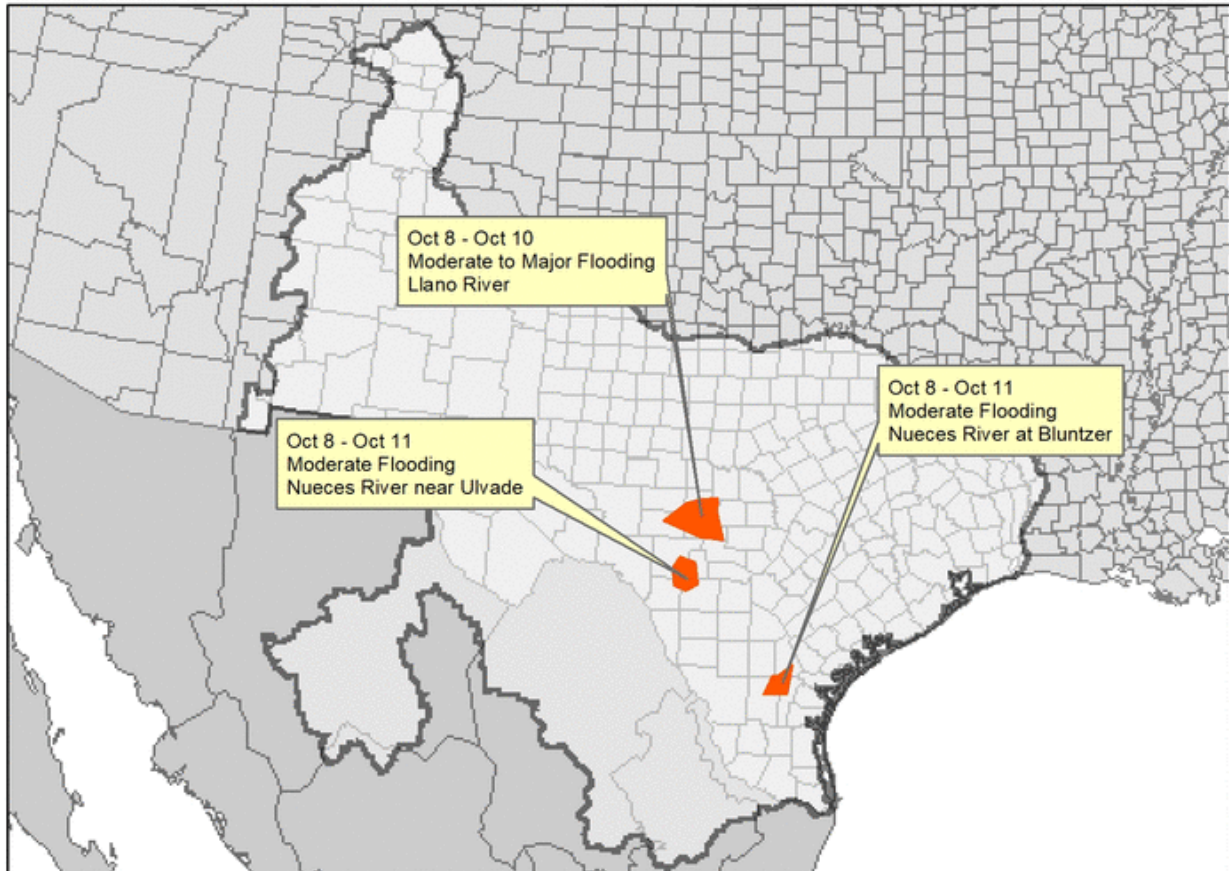 Oct 8 - Oct 10
Moderate to Major Flooding
Llano River
Oct 8 - Oct 11
Moderate Flooding
Nueces River at Bluntzer
Oct 8 - Oct 11
Moderate Flooding
Nueces River near Ulvade